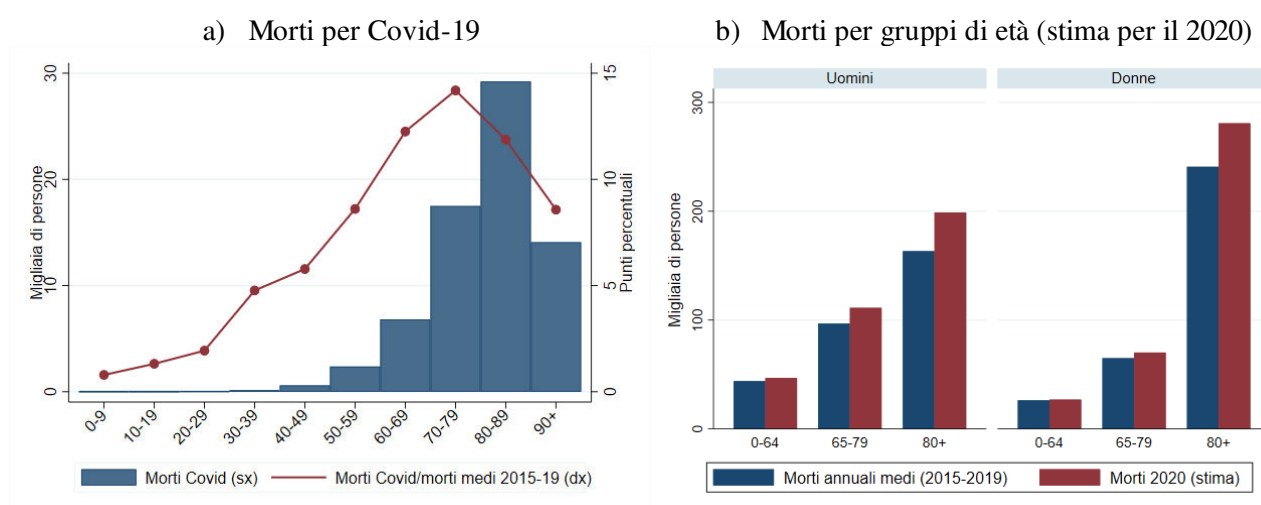 a) Morti per Covid-19
Migliaia di persone
30
20
10
0
15
10
5
0
Punti percentuali
0-9
10-19
20-29
30-39
40-49
50-59
60-69
70-79
80-89
90+
Morti Covid (sx)
Morti Covid/morti medi 2015-19 (dx)
b) Morti per gruppi di età (stima per il 2020)
Uomini
Donne
Migliaia di persone
300
200
100
0
0-64
65-79
80+
0-64
65-79
80+
Morti annuali medi (2015-2019)
Morti 2020 (stima)